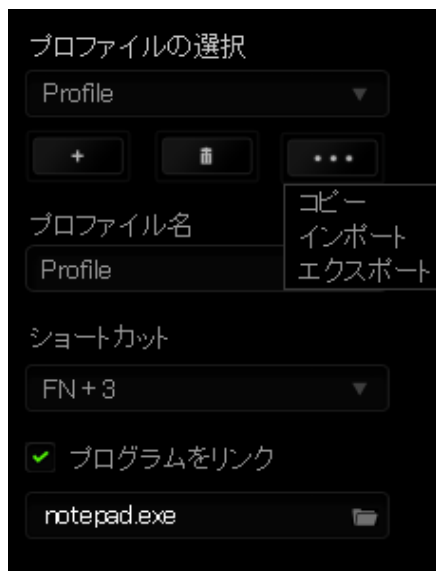 プロファイルの選択
Profile
コピー
インポート
エクスポート
プロファイル名
Profile
ショートカット
FN + 3
プログラムをリンク
notepad.exe